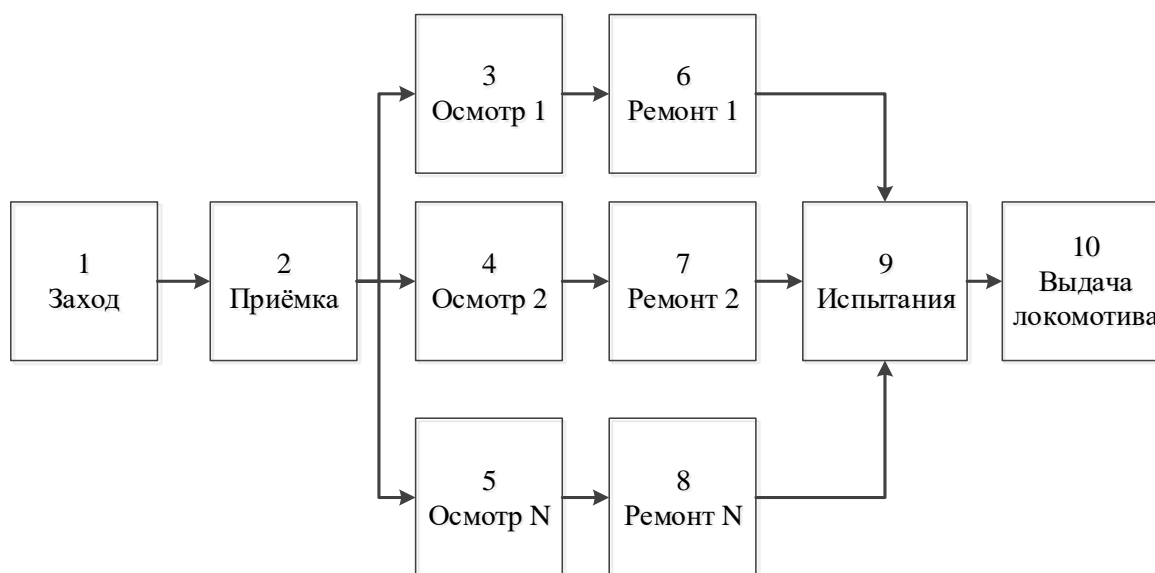 1
Заход
2
Приёмка
3
Осмотр 1
4
Осмотр 2
5
Осмотр N
6
Ремонт 1
7
Ремонт 2
8
Ремонт N
9
Испытания
10
Выдача
локомотива